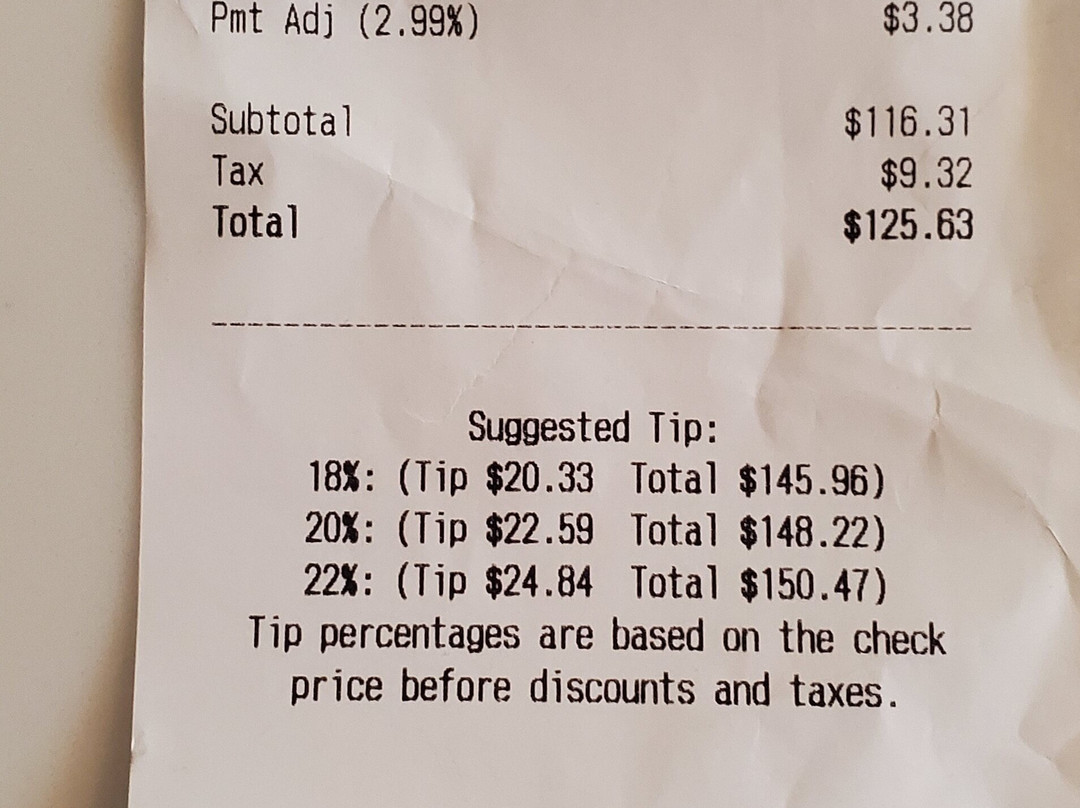 Pmt Adj (2.99%) $3.38
Subtotal $116.31
Tax $9.32
Total $125.63
--------------------------------------------
Suggested Tip:
18%: (Tip $20.33 Total $145.96)
20%: (Tip $22.59 Total $148.22)
22%: (Tip $24.84 Total $150.47)
Tip percentages are based on the check
price before discounts and taxes.